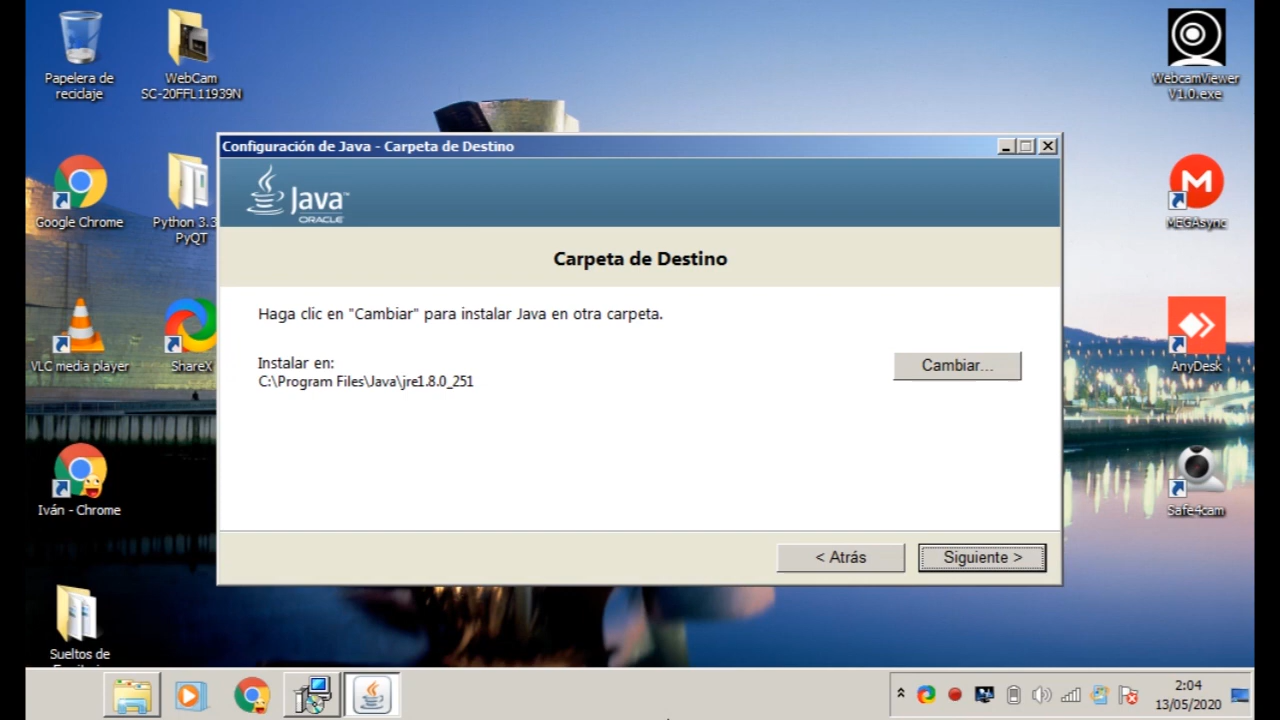 Papelera de
reciclaje
WebCam
SC-20FFL11939N
WebcamViewer
V1.0.exe
Configuración de Java - Carpeta de Destino
Java™
ORACLE
Google Chrome
Python 3.3
PyQT
MEGAsync
Carpeta de Destino
Haga clic en "Cambiar" para instalar Java en otra carpeta.
Instalar en:
C:\Program Files\Java\jre1.8.0_251
Cambiar...
VLC media player
ShareX
AnyDesk
Iván - Chrome
Safe4cam
< Atrás
Siguiente >
Sueltos de
2:04
13/05/2020